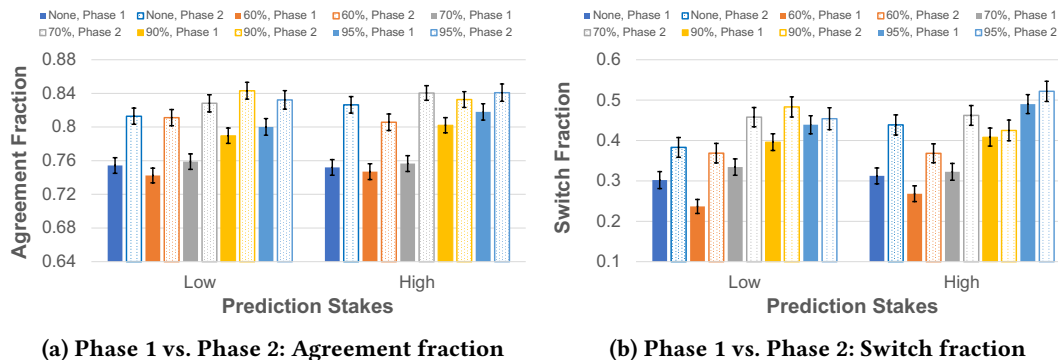 None, Phase 1 None, Phase 2 60%, Phase 1 60%, Phase 2 70%, Phase 1
70%, Phase 2 90%, Phase 1 90%, Phase 2 95%, Phase 1 95%, Phase 2
0.88
0.84
0.8
0.76
0.72
0.68
0.64
Agreement Fraction
Low High
Prediction Stakes
(a) Phase 1 vs. Phase 2: Agreement fraction
None, Phase 1 None, Phase 2 60%, Phase 1 60%, Phase 2 70%, Phase 1
70%, Phase 2 90%, Phase 1 90%, Phase 2 95%, Phase 1 95%, Phase 2
0.6
0.5
0.4
0.3
0.2
0.1
Switch Fraction
Low High
Prediction Stakes
(b) Phase 1 vs. Phase 2: Switch fraction